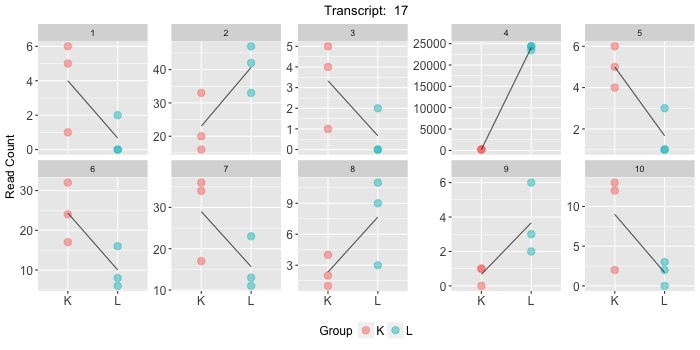 Transcript: 17
1 2 3 4 5
6 4 2 0
40 30 20
5 4 3 2 1 0
25000 20000 15000 10000 5000 0
6 4 2
Read Count
6 7 8 9 10
30 20 10
40 30 20 10
9 6 3
6 4 2 0
10 5 0
K L K L K L K L K L
Group K L